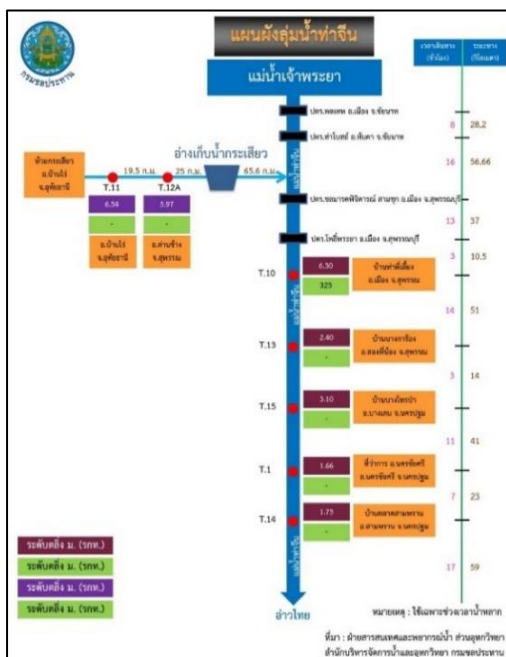 แผนผังลุ่มน้ำท่าจีน
กรมชลประทาน
แม่น้ำเจ้าพระยา
เวลาเดินทาง
(ชั่วโมง)
ระยะทาง
(กิโลเมตร)
ปตร.พลเทพ อ.เมือง จ.ชัยนาท
8 28.2
ปตร.ท่าโบสถ์ อ.หันคา จ.ชัยนาท
อ่างเก็บน้ำกระเสียว
16 56.66
ห้วยกระเสียว
อ.บ้านไร่
จ.อุทัยธานี
19.5 ก.ม.
25 ก.ม.
65.6 ก.ม.
แม่น้ำท่าจีน
T.11
T.12A
6.54
3.97
-
-
อ.บ้านไร่
จ.อุทัยธานี
อ.ด่านช้าง
จ.สุพรรณ
ปตร.ชลมารคพิจารณ์ สามชุก อ.เมือง จ.สุพรรณบุรี
13 37
ปตร.โพธิ์พระยา อ.เมือง จ.สุพรรณบุรี
3 10.5
T.10
6.30
325
บ้านท่าพี่เลี้ยง
อ.เมือง จ.สุพรรณ
แม่น้ำท่าจีน
14 51
T.13
2.40
-
อ.สองพี่น้อง จ.สุพรรณ
3 14
T.15
3.10
-
บ้านบางไทรป่า
อ.บางเลน จ.นครปฐม
11 41
T.1
1.66
-
ที่ว่าการ อ.นครชัยศรี
อ.นครชัยศรี จ.นครปฐม
7 23
T.14
1.75
-
บ้านตลาดสามพราน
อ.สามพราน จ.นครปฐม
แม่น้ำท่าจีน
17 59
ระดับตลิ่ง ม. (รทก.)
ระดับตลิ่ง ม. (รทก.)
ระดับตลิ่ง ม. (รทก.)
ระดับตลิ่ง ม. (รทก.)
อ่าวไทย
หมายเหตุ : ใช้เฉพาะช่วงเวลาน้ำหลาก
ที่มา : ฝ่ายสารสนเทศและพยากรณ์น้ำ ส่วนอุทกวิทยา
สำนักบริหารจัดการน้ำและอุทกวิทยา กรมชลประทาน